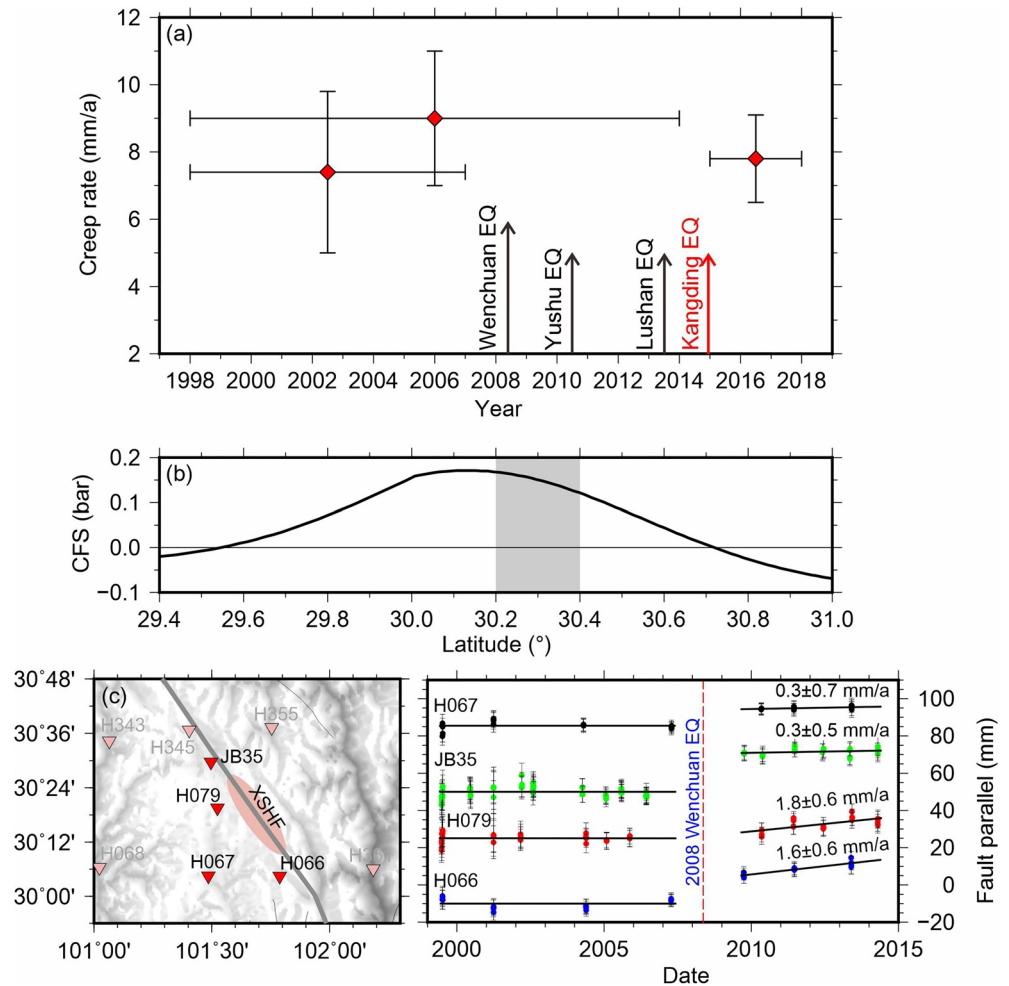 (a)
12
10
8
6
4
2
Creep rate (mm/a)
Wenchuan EQ
Yushu EQ
Lushan EQ
Kangding EQ
1998 2000 2002 2004 2006 2008 2010 2012 2014 2016 2018
Year
(b)
0.2
0.1
0.0
−0.1
CFS (bar)
29.4 29.6 29.8 30.0 30.2 30.4 30.6 30.8 31.0
Latitude (°)
(c)
30˚48'
30˚36'
30˚24'
30˚12'
30˚00'
H343
H345
H355
JB35
H079
XSHF
H068
H067
H066
101˚00' 101˚30' 102˚00'
H067
JB35
H079
H066
2008 Wenchuan EQ
0.3±0.7 mm/a
0.3±0.5 mm/a
1.8±0.6 mm/a
1.6±0.6 mm/a
100
80
60
40
20
0
−20
Fault parallel (mm)
2000 2005 2010 2015
Date